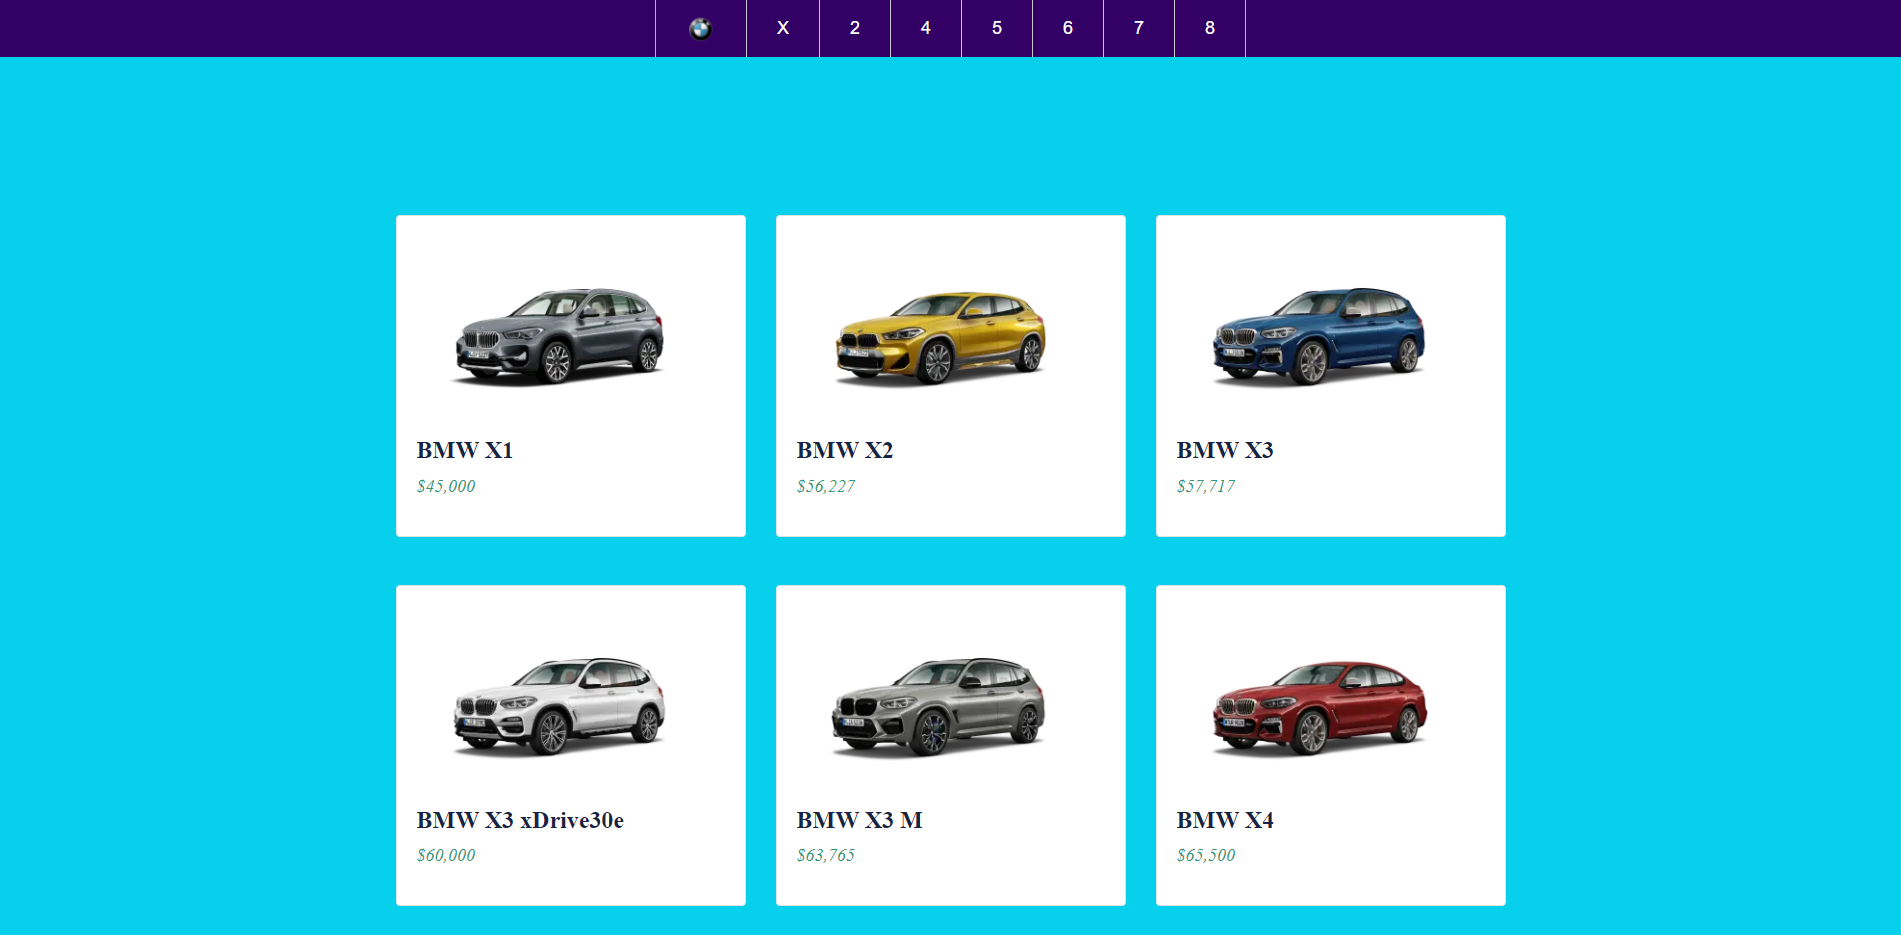 X 2 4 5 6 7 8
BMW X1
$45,000
BMW X2
$56,227
BMW X3
$57,717
BMW X3 xDrive30e
$60,000
BMW X3 M
$63,765
BMW X4
$65,500